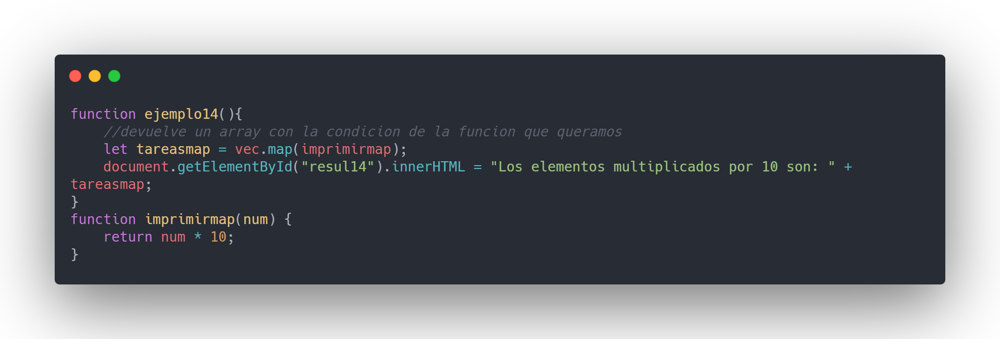 function ejemplo14(){
    //devuelve un array con la condicion de la funcion que queramos
    let tareasmap = vec.map(imprimirmap);
    document.getElementById("resul14").innerHTML = "Los elementos multiplicados por 10 son: " +
tareasmap;
}
function imprimirmap(num) {
    return num * 10;
}